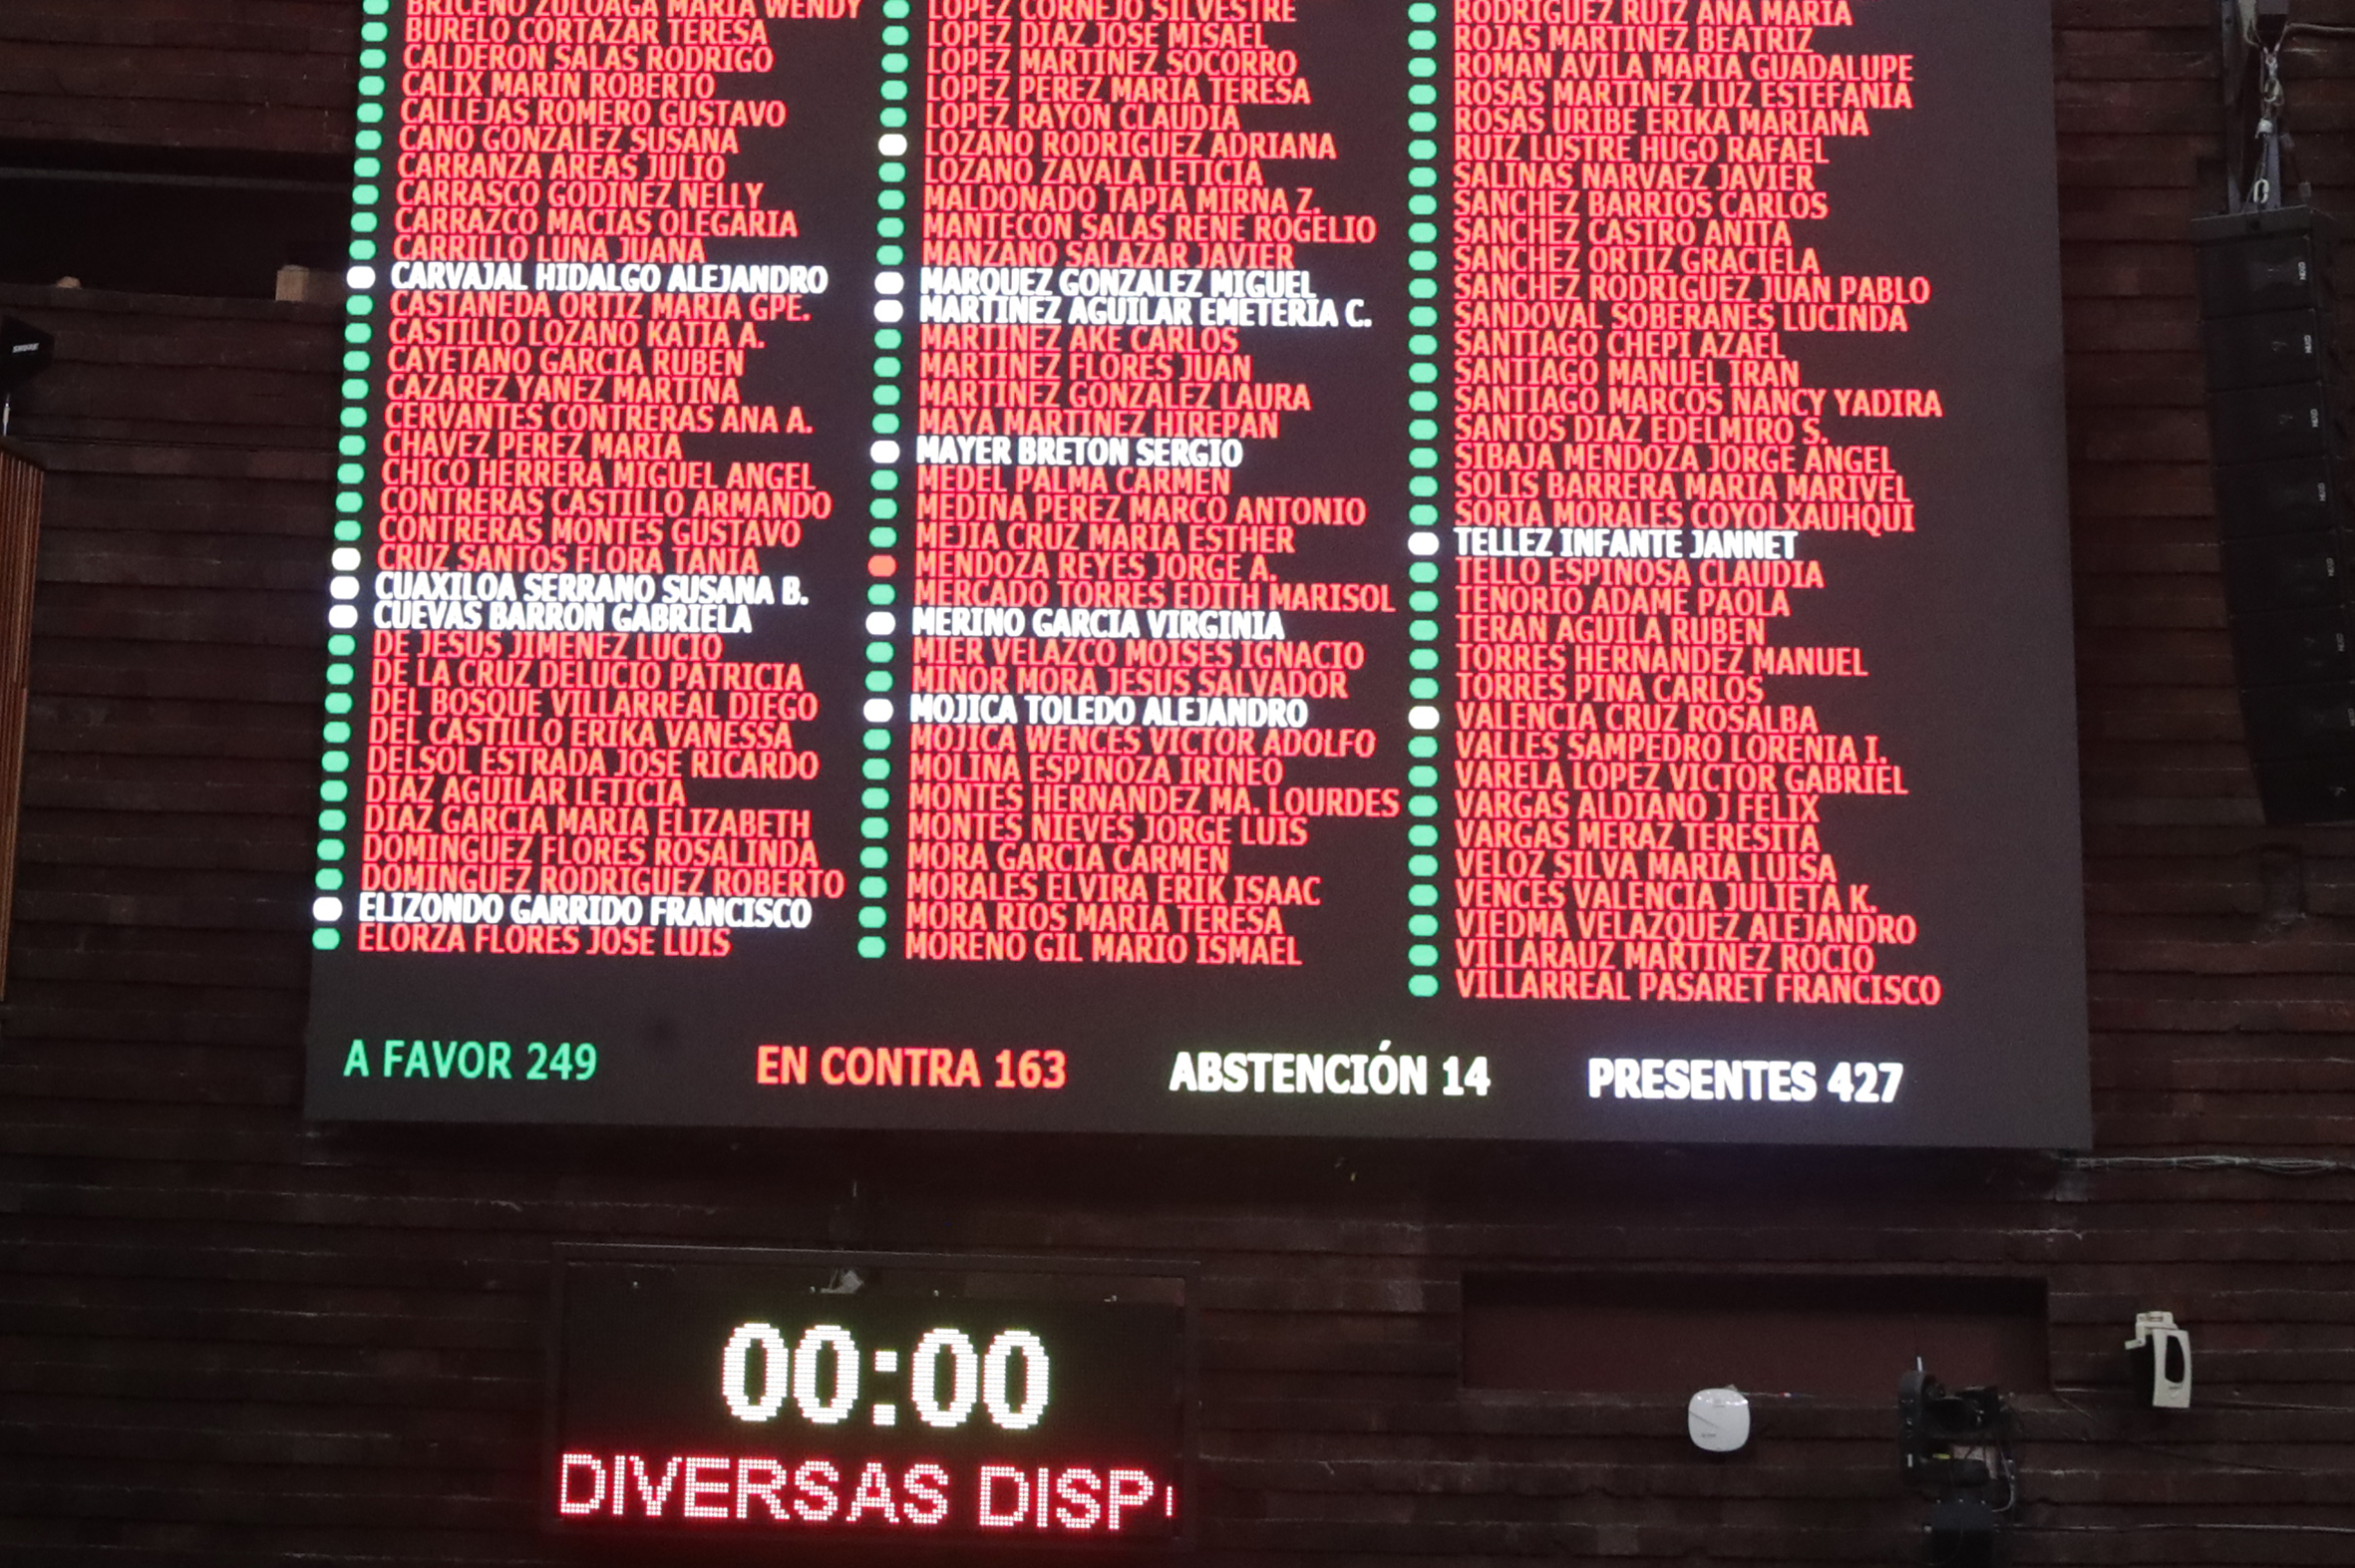 BRICEÑO ZULOAGA MARIA WENDY
BURELO CORTAZAR TERESA
CALDERON SALAS RODRIGO
CALIX MARIN ROBERTO
CALLEJAS ROMERO GUSTAVO
CANO GONZALEZ SUSANA
CARRANZA AREAS JULIO
CARRASCO GODINEZ NELLY
CARRAZCO MACIAS OLEGARIA
CARRILLO LUNA JUANA
CARVAJAL HIDALGO ALEJANDRO
CASTAÑEDA ORTIZ MARIA GPE.
CASTILLO LOZANO KATIA A.
CAYETANO GARCIA RUBEN
CAZAREZ YAÑEZ MARTINA
CERVANTES CONTRERAS ANA A.
CHAVEZ PEREZ MARIA
CHICO HERRERA MIGUEL ANGEL
CONTRERAS CASTILLO ARMANDO
CONTRERAS MONTES GUSTAVO
CRUZ SANTOS FLORA TANIA
CUAXILOA SERRANO SUSANA B.
CUEVAS BARRON GABRIELA
DE JESUS JIMENEZ LUCIO
DE LA CRUZ DELUCIO PATRICIA
DEL BOSQUE VILLARREAL DIEGO
DEL CASTILLO ERIKA VANESSA
DELSOL ESTRADA JOSE RICARDO
DIAZ AGUILAR LETICIA
DIAZ GARCIA MARIA ELIZABETH
DOMINGUEZ FLORES ROSALINDA
DOMINGUEZ RODRIGUEZ ROBERTO
ELIZONDO GARRIDO FRANCISCO
ELORZA FLORES JOSE LUIS
LOPEZ CORNEJO SILVESTRE
LOPEZ DIAZ JOSE MISAEL
LOPEZ MARTINEZ SOCORRO
LOPEZ PEREZ MARIA TERESA
LOPEZ RAYON CLAUDIA
LOZANO RODRIGUEZ ADRIANA
LOZANO ZAVALA LETICIA
MALDONADO TAPIA MIRNA Z.
MANTECON SALAS RENE ROGELIO
MANZANO SALAZAR JAVIER
MARQUEZ GONZALEZ MIGUEL
MARTINEZ AGUILAR EMETERIA C.
MARTINEZ AKE CARLOS
MARTINEZ FLORES JUAN
MARTINEZ GONZALEZ LAURA
MAYA MARTINEZ HIREPAN
MAYER BRETON SERGIO
MEDEL PALMA CARMEN
MEDINA PEREZ MARCO ANTONIO
MEJIA CRUZ MARIA ESTHER
MENDOZA REYES JORGE A.
MERCADO TORRES EDITH MARISOL
MERINO GARCIA VIRGINIA
MIER VELAZCO MOISES IGNACIO
MINOR MORA JESUS SALVADOR
MOJICA TOLEDO ALEJANDRO
MOJICA WENCES VICTOR ADOLFO
MOLINA ESPINOZA IRINEO
MONTES HERNANDEZ MA. LOURDES
MONTES NIEVES JORGE LUIS
MORA GARCIA CARMEN
MORALES ELVIRA ERIK ISAAC
MORA RIOS MARIA TERESA
MORENO GIL MARIO ISMAEL
RODRIGUEZ RUIZ ANA MARIA
ROJAS MARTINEZ BEATRIZ
ROMAN AVILA MARIA GUADALUPE
ROSAS MARTINEZ LUZ ESTEFANIA
ROSAS URIBE ERIKA MARIANA
RUIZ LUSTRE HUGO RAFAEL
SALINAS NARVAEZ JAVIER
SANCHEZ BARRIOS CARLOS
SANCHEZ CASTRO ANITA
SANCHEZ ORTIZ GRACIELA
SANCHEZ RODRIGUEZ JUAN PABLO
SANDOVAL SOBERANES LUCINDA
SANTIAGO CHEPI AZAEL
SANTIAGO MANUEL IRAN
SANTIAGO MARCOS NANCY YADIRA
SANTOS DIAZ EDELMIRO S.
SIBAJA MENDOZA JORGE ANGEL
SOLIS BARRERA MARIA MARIVEL
SORIA MORALES COYOLXAUHQUI
TELLEZ INFANTE JANNET
TELLO ESPINOSA CLAUDIA
TENORIO ADAME PAOLA
TERAN AGUILA RUBEN
TORRES HERNANDEZ MANUEL
TORRES PIÑA CARLOS
VALENCIA CRUZ ROSALBA
VALLES SAMPEDRO LORENIA I.
VARELA LOPEZ VICTOR GABRIEL
VARGAS ALDIANO J FELIX
VARGAS MERAZ TERESITA
VELOZ SILVA MARIA LUISA
VENCES VALENCIA JULIETA K.
VIEDMA VELAZQUEZ ALEJANDRO
VILLARAUZ MARTINEZ ROCIO
VILLARREAL PASARET FRANCISCO
A FAVOR 249
EN CONTRA 163
ABSTENCIÓN 14
PRESENTES 427
00:00
DIVERSAS DISP